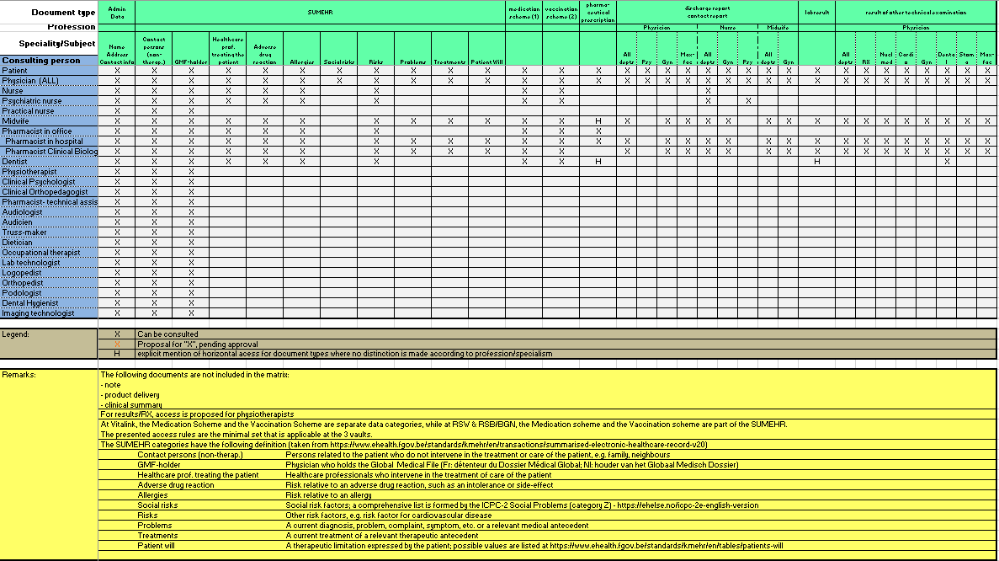 Document type Admin Data SUMEHR medication scheme (1) vaccination scheme (2) pharma-ceutical prescription discharge report contact report labresult result of other technical examination
Profession Physician Nurse Midwife Physician
Speciality/Subject Name Address Contact info Contact persons (non-therap.) GMF-holder Healthcare prof. treating the patient Adverse drug reaction Allergies Social risks Risks Problems Treatments Patient Will All dptr Psy Gyn Max-fac All dptr Gyn Psy All dptr Gyn All dptr RX Nucl med Cardi o Gyn Denta l Stom a Max-fac
Consulting person
Patient X X X X X X X X X X X X X X X X X X X X X X X X X X X X X X X X
Physician (ALL) X X X X X X X X X X X X X X X X X X X X X X X X X X X X X X X X
Nurse X X X X X X X X X X
Psychiatric nurse X X X X X X X X X X X
Practical nurse X X X
Midwife X X X X X X X X X X X X H X X X X X X X X X X X X X X X X
Pharmacist in office X X X X X X X X X X
Pharmacist in hospital X X X X X X X X X X X X X X X X X X X X X X X X X X X X X
Pharmacist Clinical Biolog X X X X X X X X X X X X X X X X X X X X X X X X X X X X X
Dentist X X X X X X X X X H H X
Physiotherapist X X X
Clinical Psychologist X X X
Clinical Orthopedagogist X X X
Pharmacist- technical assis X X X
Audiologist X X X
Audicien X X X
Truss-maker X X X
Dietician X X X
Occupational therapist X X X
Lab technologist X X X
Logopedist X X X
Orthopedist X X X
Podologist X X X
Dental Hygienist X X X
Imaging technologist X X X
Legend: X Can be consulted
X Proposal for "X", pending approval
H explicit mention of horizontal acess for document types where no distinction is made according to profession/specialism
Remarks: The following documents are not included in the matrix:
- note
- product delivery
- clinical summary
For results/RX, access is proposed for physiotherapists
At Vitalink, the Medication Scheme and the Vaccination Scheme are separate data categories, while at RSW & RSB/BGN, the Medication scheme and the Vaccination scheme are part of the SUMEHR.
The presented access rules are the minimal set that is applicable at the 3 vaults.
The SUMEHR categories have the following definition (taken from https://www.ehealth.fgov.be/standards/kmehr/en/transactions/summarised-electronic-healthcare-record-v20)
Contact persons (non-therap.) Persons related to the patient who do not intervene in the treatment or care of the patient, e.g. family, neighbours
GMF-holder Physician who holds the Global Medical File (Fr: détenteur du Dossier Médical Global; Nl: houder van het Globaal Medisch Dossier)
Healthcare prof. treating the patient Healthcare professionals who intervene in the treatment of care of the patient
Adverse drug reaction Risk relative to an adverse drug reaction, such as an intolerance or side-effect
Allergies Risk relative to an allergy
Social risks Social risk factors; a comprehensive list is formed by the ICPC-2 Social Problems (category Z) - https://ehelse.no/icpc-2e-english-version
Risks Other risk factors, e.g. risk factor for cardiovascular disease
Problems A current diagnosis, problem, complaint, symptom, etc. or a relevant medical antecedent
Treatments A current treatment of a relevant therapeutic antecedent
Patient will A therapeutic limitation expressed by the patient; possible values are listed at https://www.ehealth.fgov.be/standards/kmehr/en/tables/patients-will